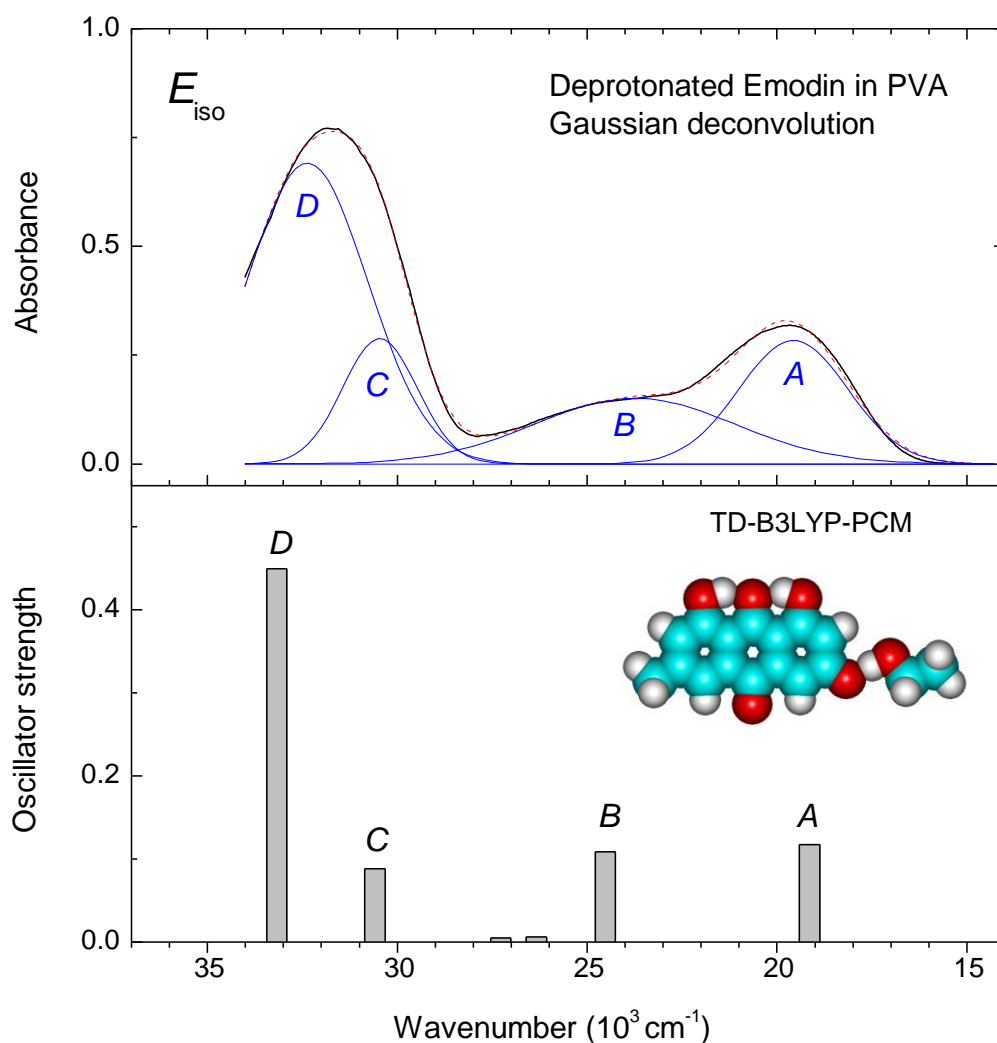 1.0
E_iso
Deprotonated Emodin in PVA
Gaussian deconvolution
D
Absorbance
0.5
C
B
A
0.0
TD-B3LYP-PCM
D
0.4
Oscillator strength
0.2
C
B
A
0.0
35 30 25 20 15
Wavenumber (10³ cm⁻¹)